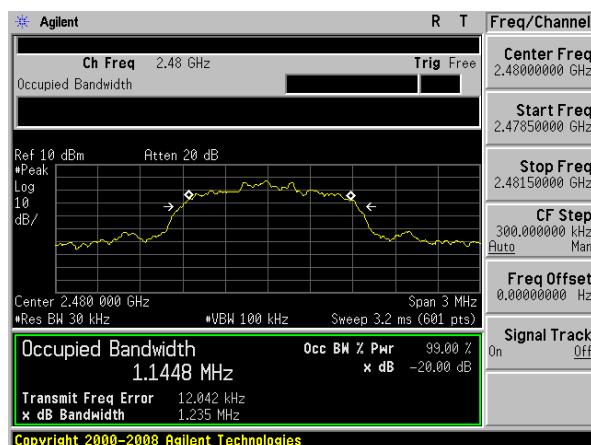 Agilent R T Freq/Channel
Ch Freq 2.48 GHz Trig Free
Occupied Bandwidth
Center Freq
2.48000000 GHz
Start Freq
2.47850000 GHz
Stop Freq
2.48150000 GHz
CF Step
300.000000 kHz
Auto Man
Freq Offset
0.00000000 Hz
Signal Track
On Off
Ref 10 dBm Atten 20 dB
#Peak
Log
10
dB/
Center 2.480 000 GHz Span 3 MHz
#Res BW 30 kHz #VBW 100 kHz Sweep 3.2 ms (601 pts)
Occupied Bandwidth Occ BW % Pwr 99.00 %
1.1448 MHz x dB -20.00 dB
Transmit Freq Error 12.042 kHz
x dB Bandwidth 1.235 MHz
Copyright 2000-2008 Agilent Technologies